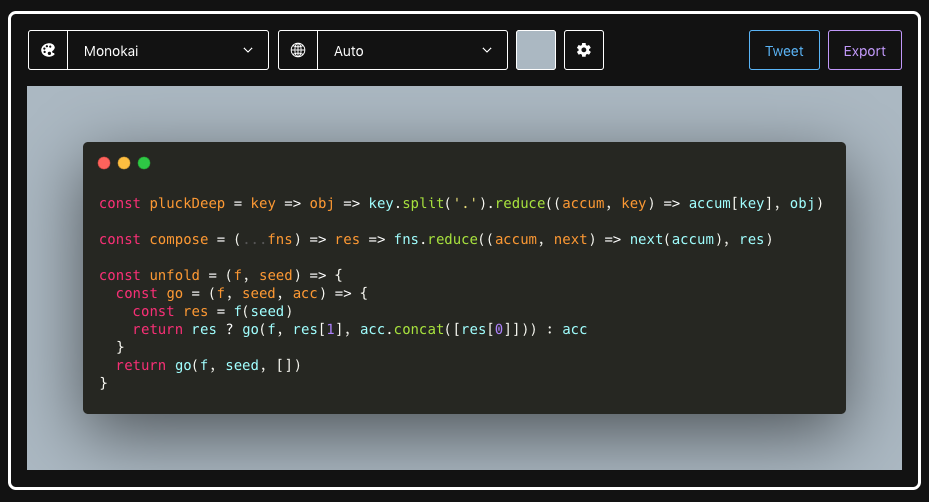 Monokai
Auto
Tweet
Export
const pluckDeep = key => obj => key.split('.').reduce((accum, key) => accum[key], obj)
const compose = (...fns) => res => fns.reduce((accum, next) => next(accum), res)
const unfold = (f, seed) => {
  const go = (f, seed, acc) => {
    const res = f(seed)
    return res ? go(f, res[1], acc.concat([res[0]])) : acc
  }
  return go(f, seed, [])
}